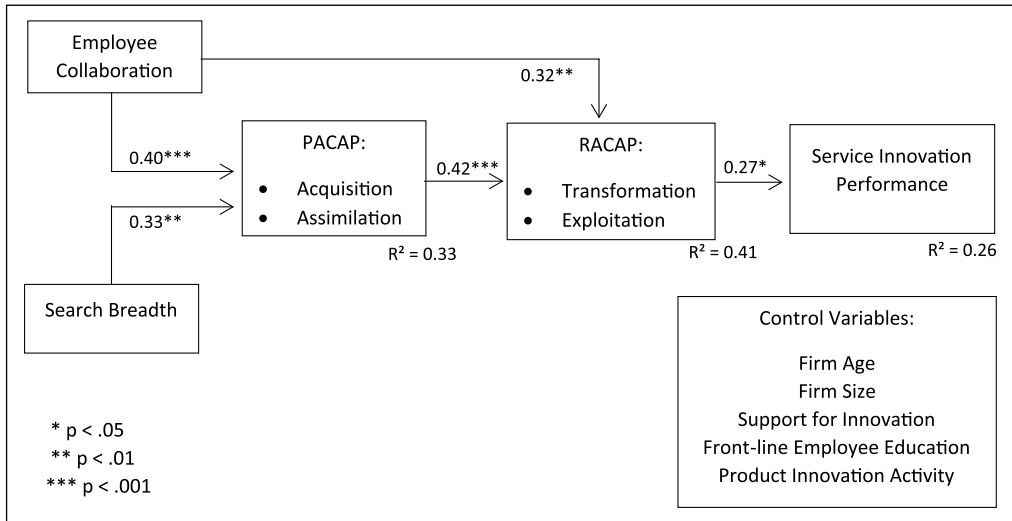 Employee
Collaboration
0.32**
PACAP:
• Acquisition
• Assimilation
RACAP:
• Transformation
• Exploitation
Service Innovation
Performance
0.40***
0.42***
0.27*
0.33**
R² = 0.33
R² = 0.41
R² = 0.26
Search Breadth
Control Variables:
Firm Age
Firm Size
Support for Innovation
Front-line Employee Education
Product Innovation Activity
* p < .05
** p < .01
*** p < .001